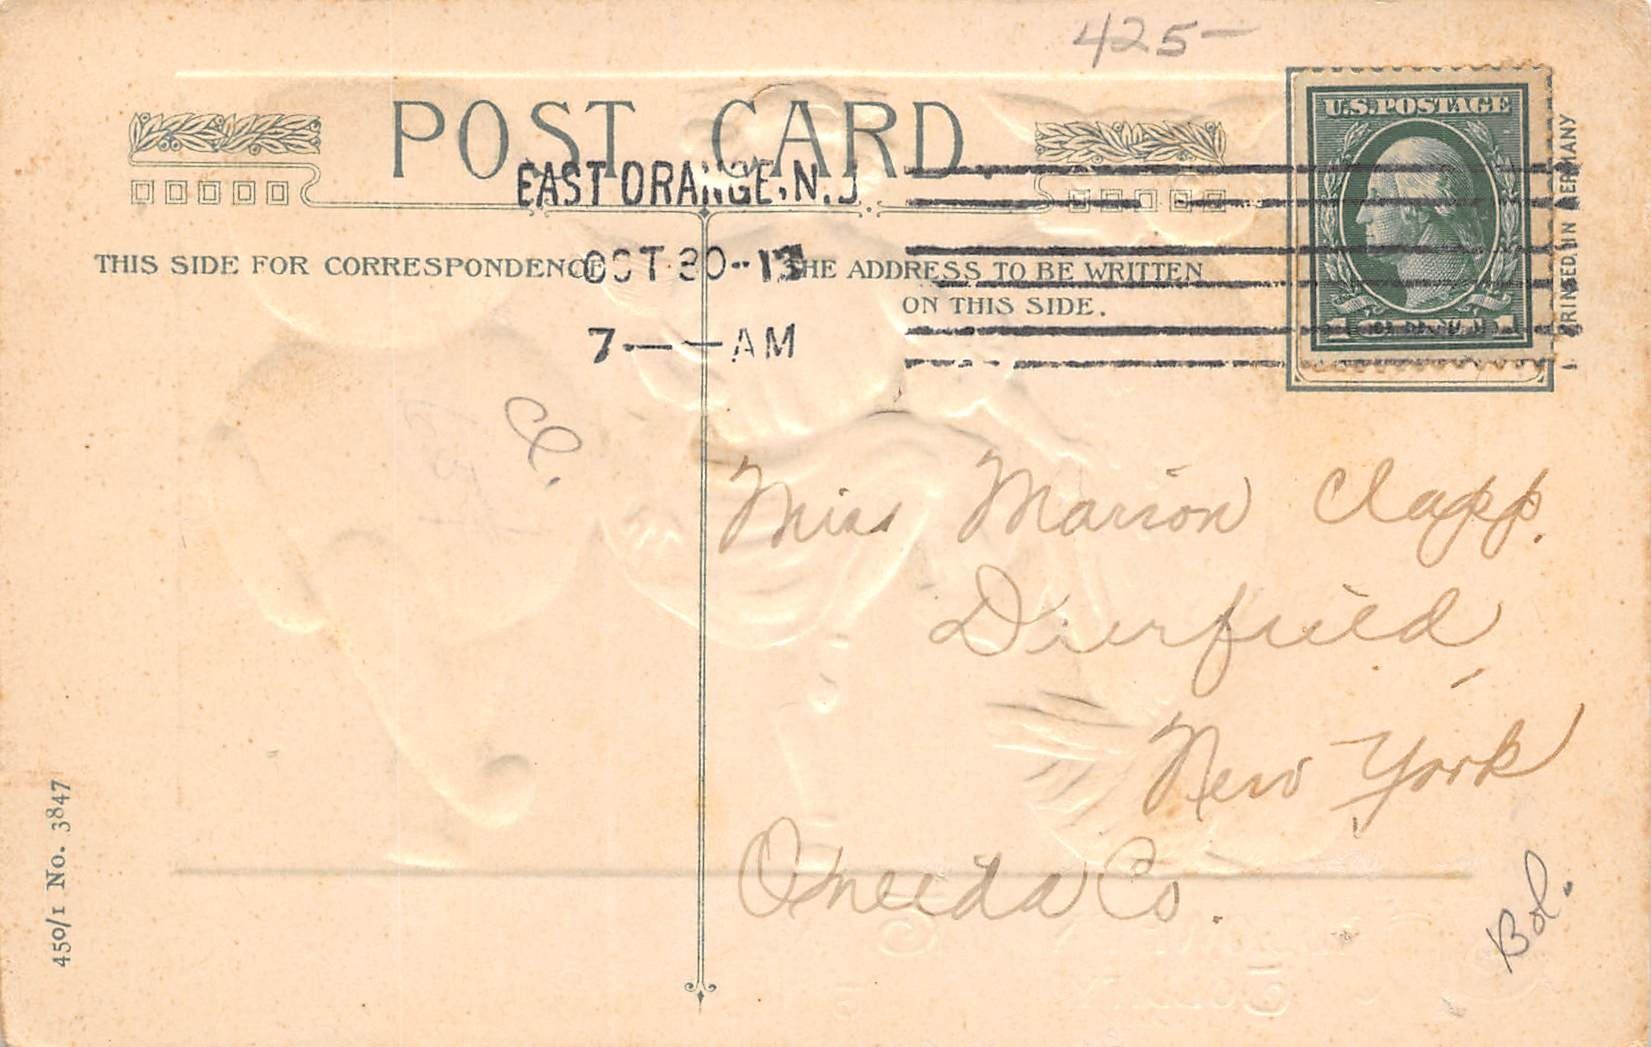 425-
POST CARD.
U.S.POSTAGE
EAST ORANGE, N.J
OCT 30-13
7 - - AM
THIS SIDE FOR CORRESPONDENCE
THE ADDRESS TO BE WRITTEN
ON THIS SIDE.
PRINTED IN GERMANY
Cl.
Miss Marion Clapp.
Deerfield,
New York
Oneida Co.
Bol.
450/1 No. 3847